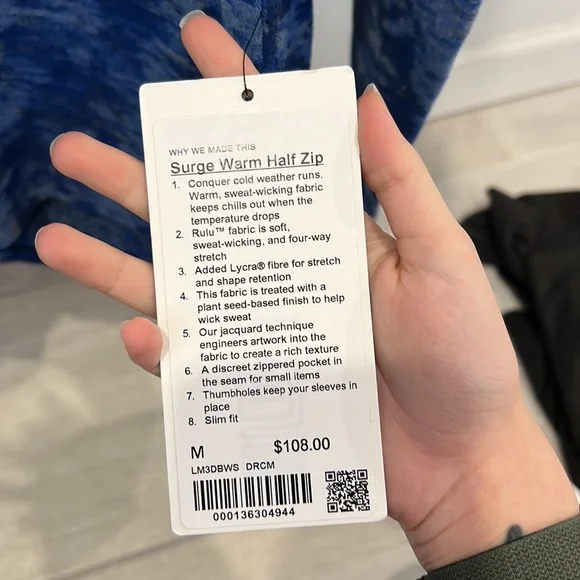 WHY WE MADE THIS
Surge Warm Half Zip
1. Conquer cold weather runs.
Warm, sweat-wicking fabric
keeps chills out when the
temperature drops
2. Rulu™ fabric is soft,
sweat-wicking, and four-way
stretch
3. Added Lycra® fibre for stretch
and shape retention
4. This fabric is treated with a
plant seed-based finish to help
wick sweat
5. Our jacquard technique
engineers artwork into the
fabric to create a rich texture
6. A discreet zippered pocket in
the seam for small items
7. Thumbholes keep your sleeves in
place
8. Slim fit
M $108.00
LM3DBWS DRCM
000136304944